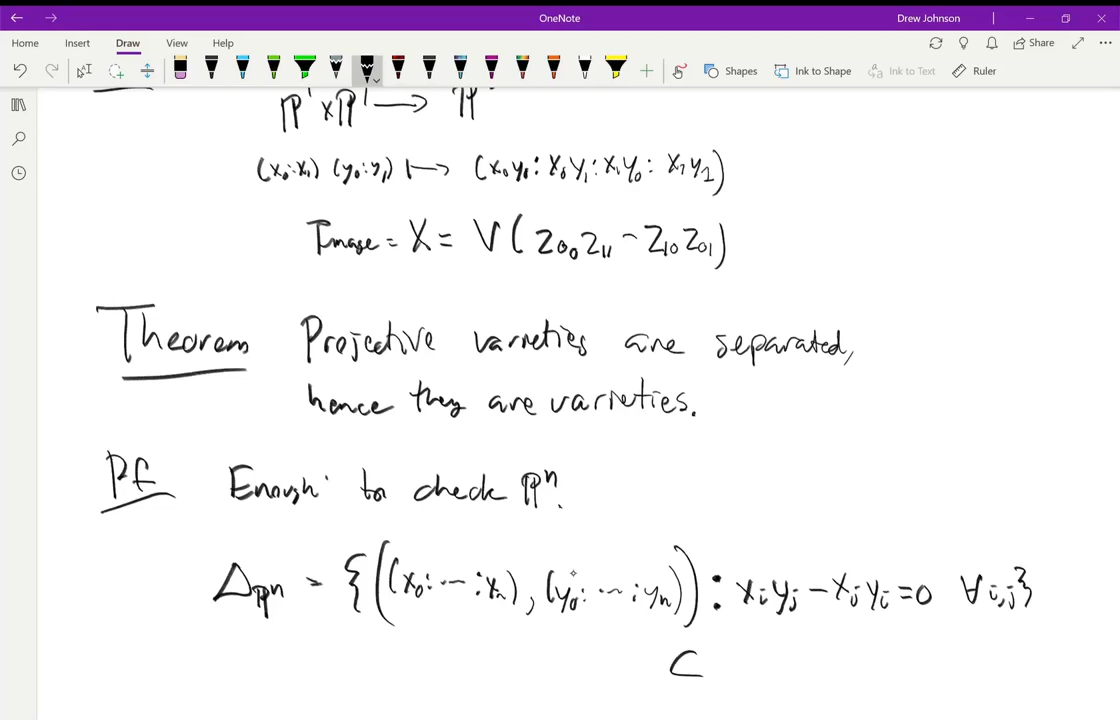 OneNote
Drew Johnson
Home Insert Draw View Help
Share
Shapes Ink to Shape Ink to Text Ruler
ℙ¹ × ℙ¹ ⟶ ℙ
(x₀:x₁) (y₀:y₁) ⟼ (x₀y₀ : x₀y₁ : x₁y₀ : x₁y₁)
Image = X = V(z₀₀z₁₁ − z₁₀z₀₁)
Theorem Projective varieties are separated,
hence they are varieties.
Pf Enough to check ℙⁿ.
Δ_ℙⁿ = {((x₀:⋯:xₙ), (y₀:⋯:yₙ)) : xᵢyⱼ − xⱼyᵢ = 0 ∀i,j}
⊂